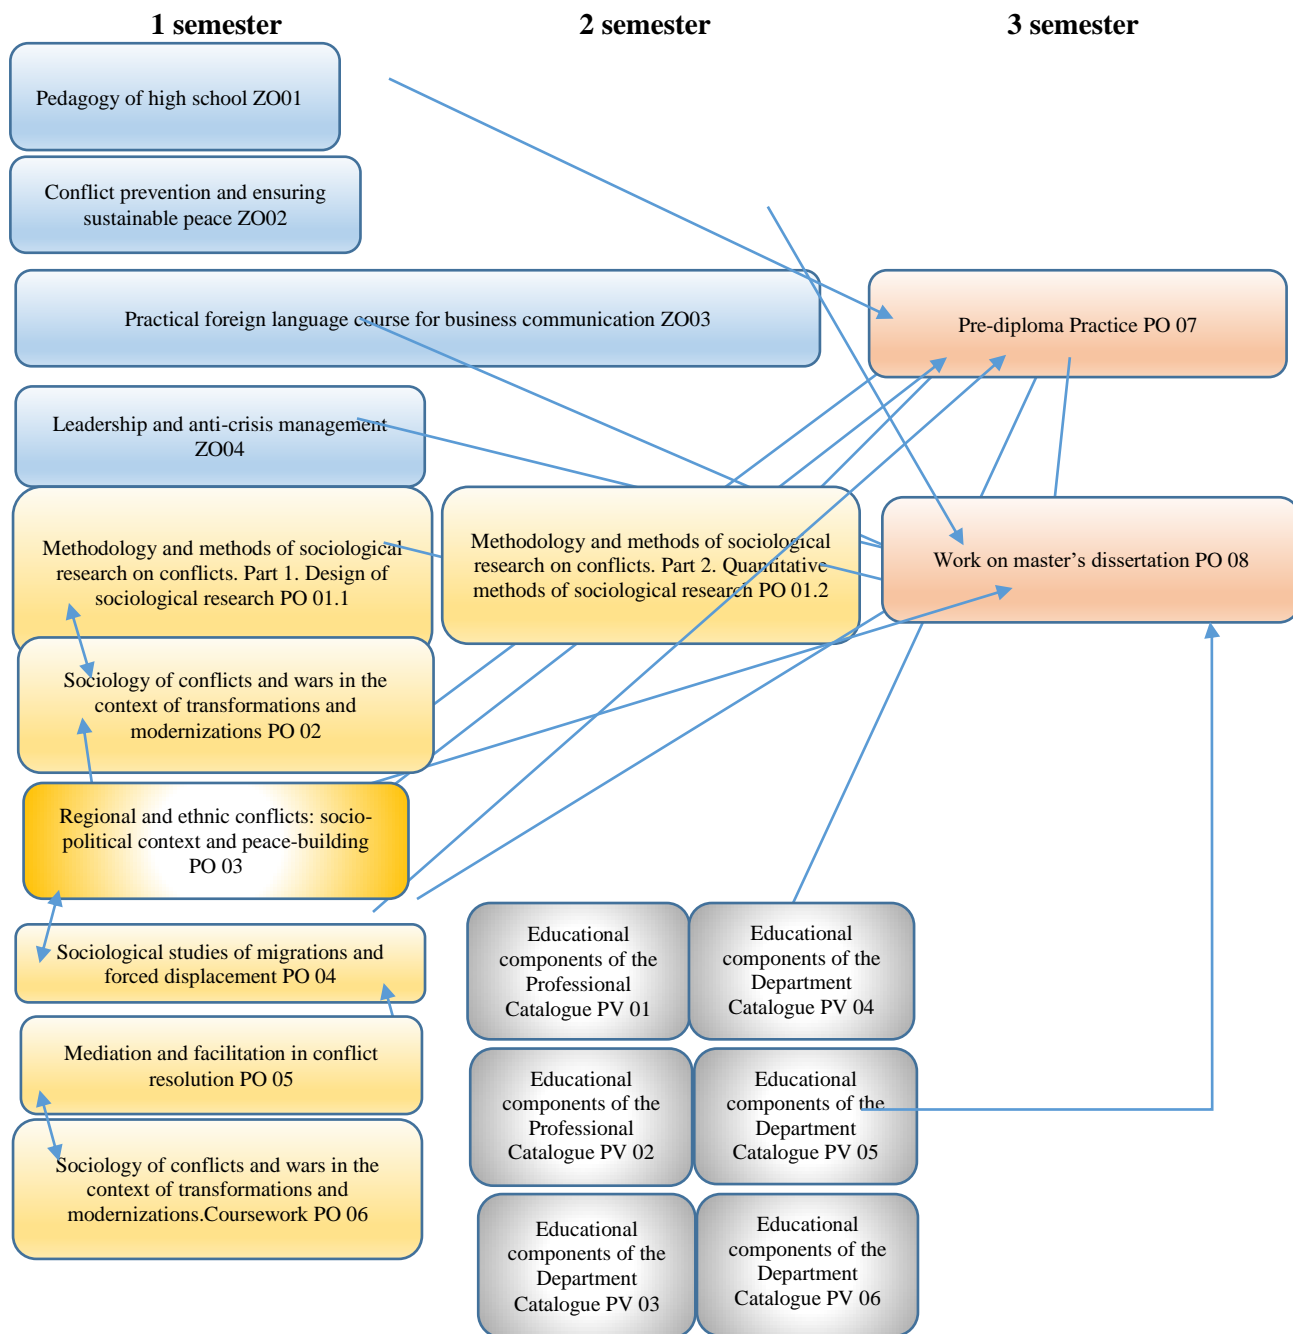 1 semester
2 semester
3 semester
Pedagogy of high school ZO01
Conflict prevention and ensuring
sustainable peace ZO02
Practical foreign language course for business communication ZO03
Pre-diploma Practice PO 07
Leadership and anti-crisis management
ZO04
Methodology and methods of sociological
research on conflicts. Part 1. Design of
sociological research PO 01.1
Methodology and methods of sociological
research on conflicts. Part 2. Quantitative
methods of sociological research PO 01.2
Work on master’s dissertation PO 08
Sociology of conflicts and wars in the
context of transformations and
modernizations PO 02
Regional and ethnic conflicts: socio-
political context and peace-building
PO 03
Sociological studies of migrations and
forced displacement PO 04
Mediation and facilitation in conflict
resolution PO 05
Sociology of conflicts and wars in the
context of transformations and
modernizations.Coursework PO 06
Educational
components of the
Professional
Catalogue PV 01
Educational
components of the
Department
Catalogue PV 04
Educational
components of the
Professional
Catalogue PV 02
Educational
components of the
Department
Catalogue PV 05
Educational
components of the
Department
Catalogue PV 03
Educational
components of the
Department
Catalogue PV 06